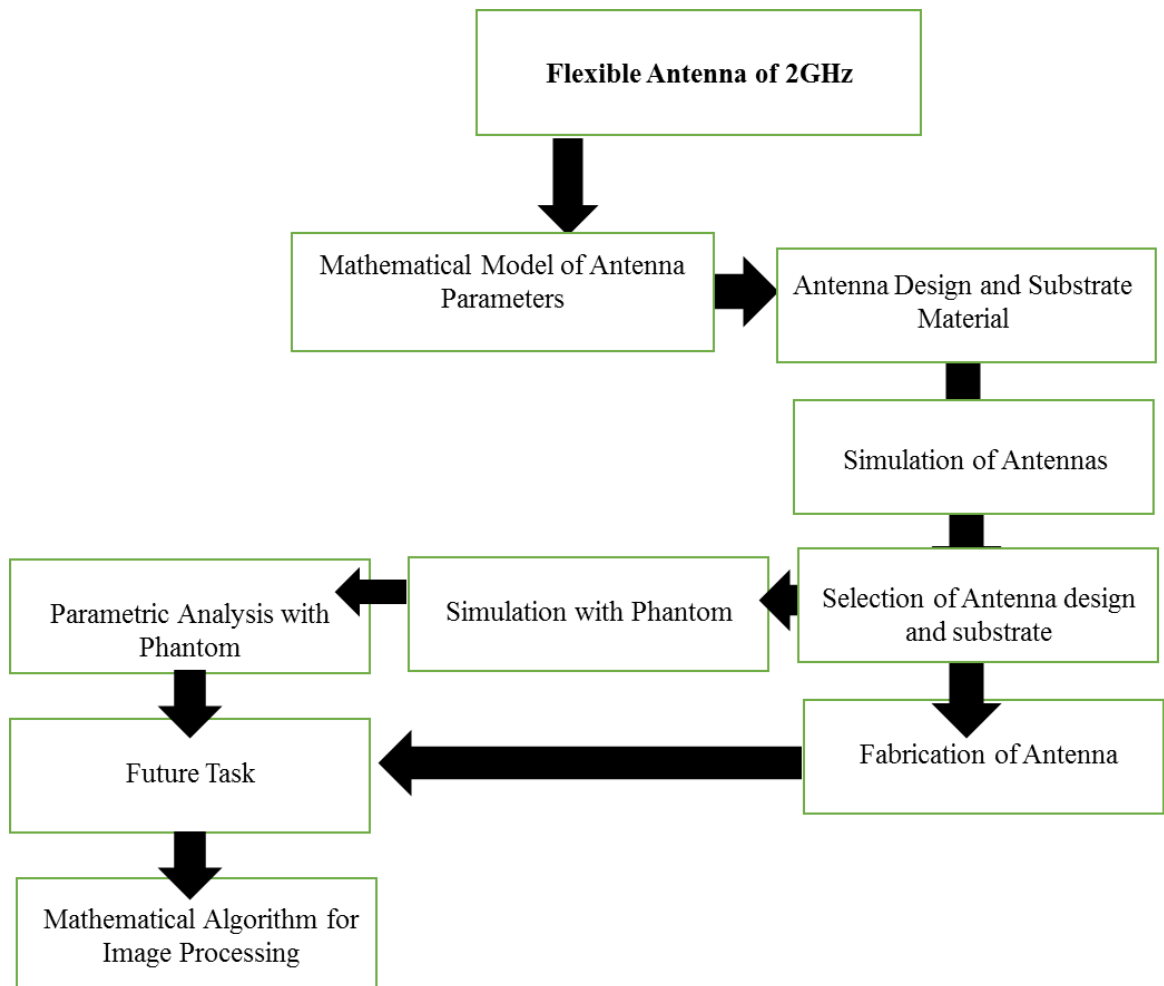 Flexible Antenna of 2GHz
Mathematical Model of Antenna
Parameters
Antenna Design and Substrate
Material
Simulation of Antennas
Selection of Antenna design
and substrate
Simulation with Phantom
Parametric Analysis with
Phantom
Fabrication of Antenna
Future Task
Mathematical Algorithm for
Image Processing